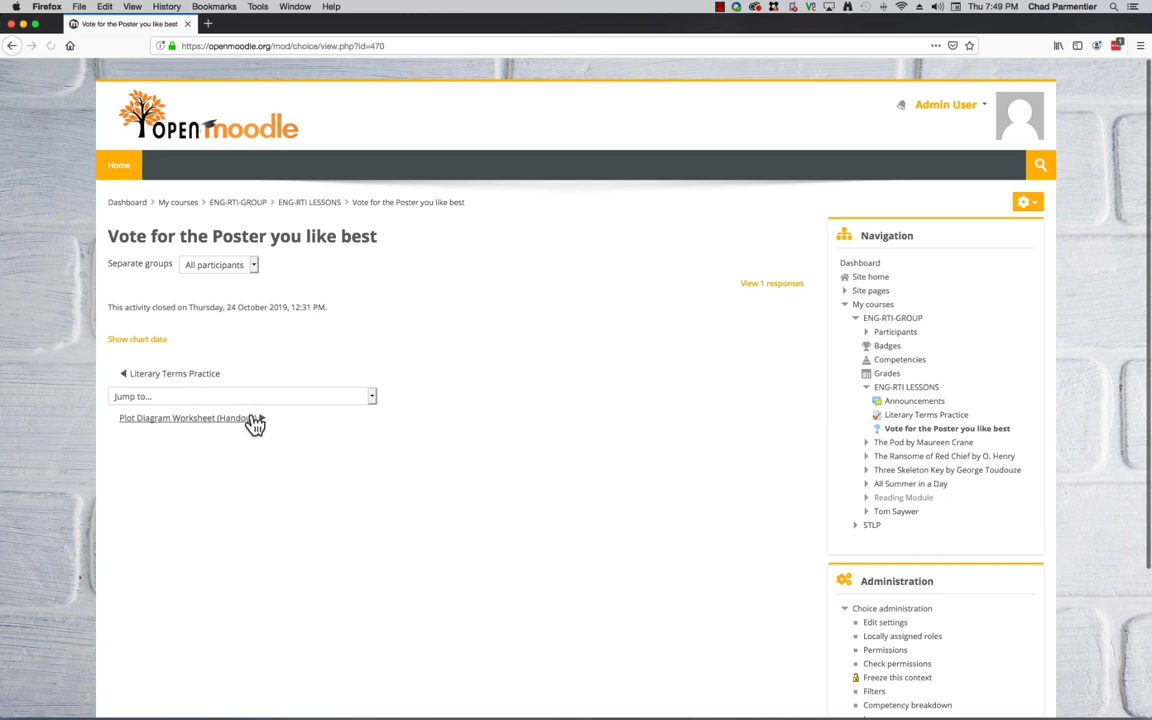 Firefox File Edit View History Bookmarks Tools Window Help Thu 7:49 PM Chad Parmentier
Vote for the Poster you like best
https://openmoodle.org/mod/choice/view.php?id=470
OPENmoodle
Admin User
Home
Dashboard My courses ENG-RTI-GROUP ENG-RTI LESSONS Vote for the Poster you like best
Vote for the Poster you like best
Separate groups All participants
View 1 responses
This activity closed on Thursday, 24 October 2019, 12:31 PM.
Show chart data
Literary Terms Practice
Jump to...
Plot Diagram Worksheet (Handout)
Navigation
Dashboard
Site home
Site pages
My courses
ENG-RTI-GROUP
Participants
Badges
Competencies
Grades
ENG-RTI LESSONS
Announcements
Literary Terms Practice
Vote for the Poster you like best
The Pod by Maureen Crane
The Ransome of Red Chief by O. Henry
Three Skeleton Key by George Toudouze
All Summer in a Day
Reading Module
Tom Saywer
STLP
Administration
Choice administration
Edit settings
Locally assigned roles
Permissions
Check permissions
Freeze this context
Filters
Competency breakdown